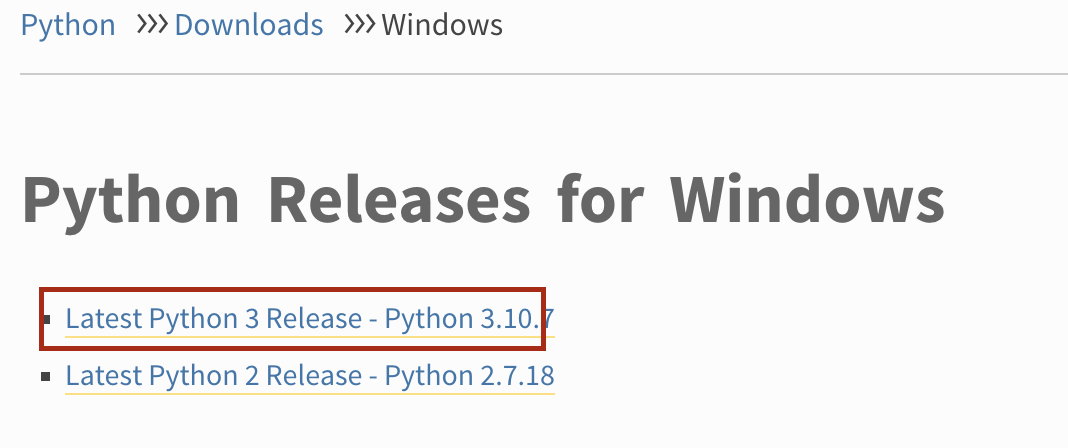 Python >>> Downloads >>> Windows
Python Releases for Windows
Latest Python 3 Release - Python 3.10.7
Latest Python 2 Release - Python 2.7.18